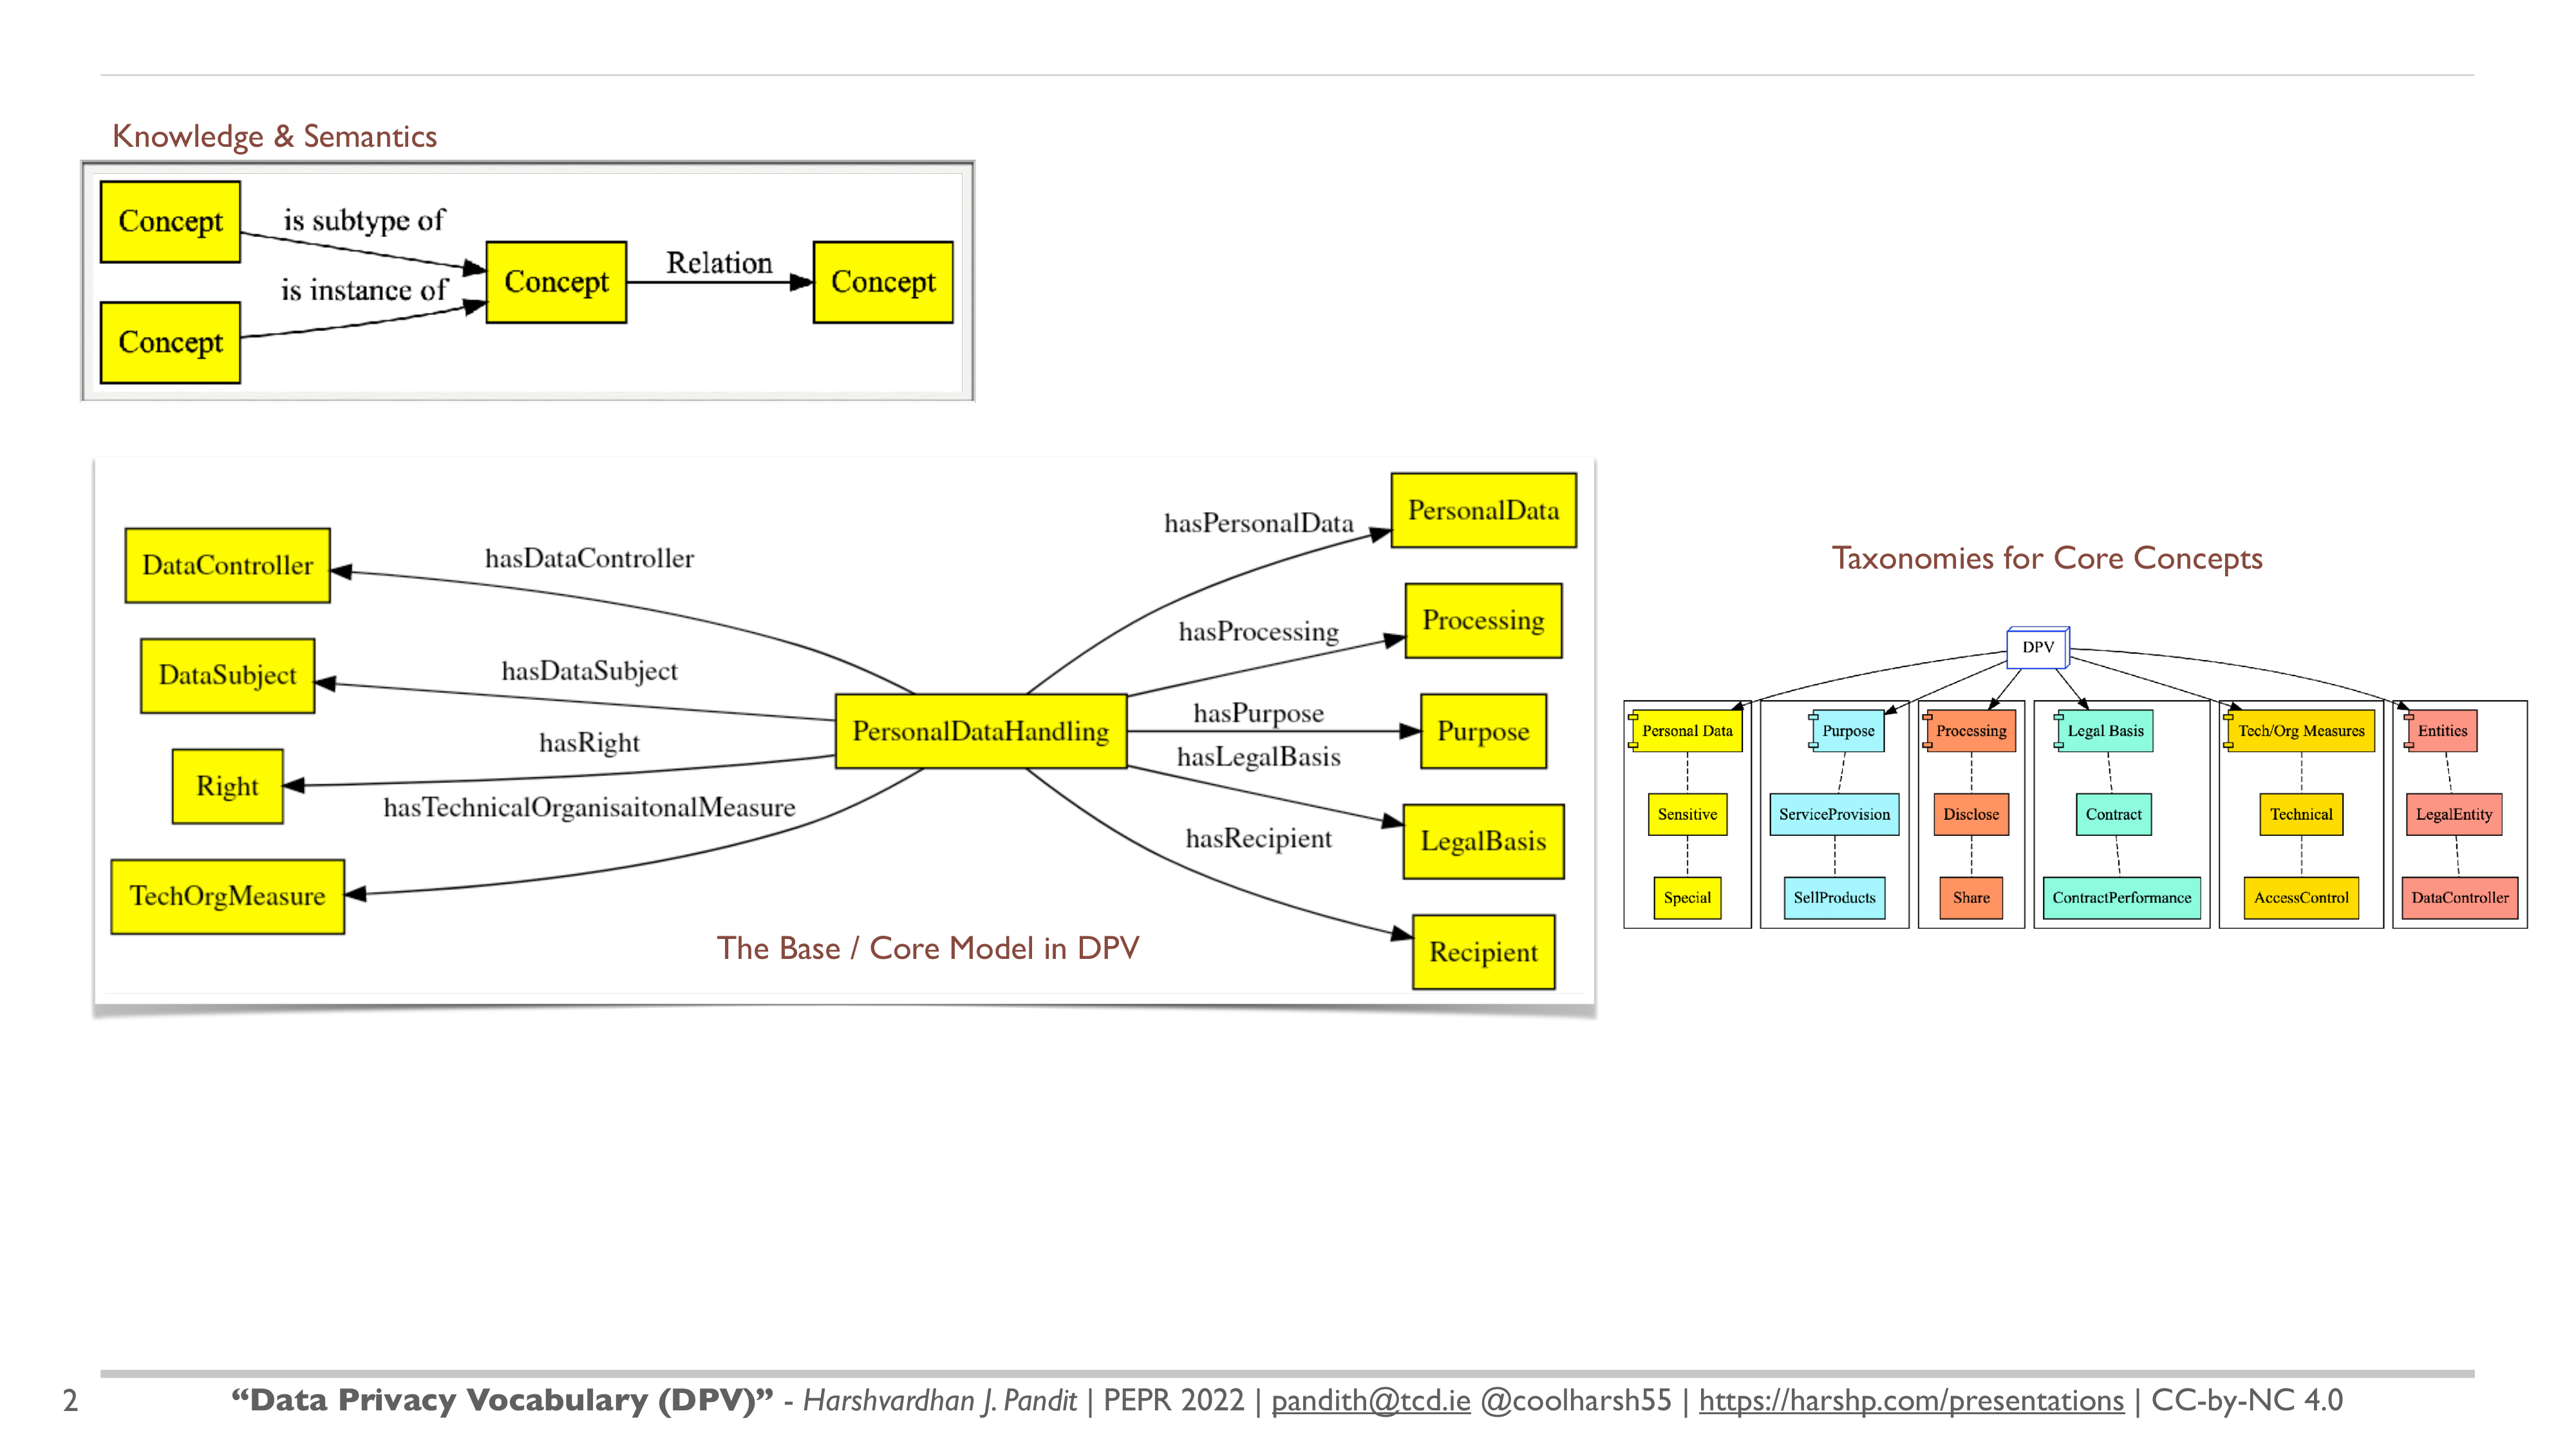 Knowledge & Semantics
Concept
is subtype of
Concept
Relation
Concept
is instance of
Concept
DataController
hasDataController
DataSubject
hasDataSubject
Right
hasRight
TechOrgMeasure
hasTechnicalOrganisaitonalMeasure
PersonalDataHandling
hasPersonalData
PersonalData
hasProcessing
Processing
hasPurpose
Purpose
hasLegalBasis
LegalBasis
hasRecipient
Recipient
The Base / Core Model in DPV
Taxonomies for Core Concepts
DPV
Personal Data
Sensitive
Special
Purpose
ServiceProvision
SellProducts
Processing
Disclose
Share
Legal Basis
Contract
ContractPerformance
Tech/Org Measures
Technical
AccessControl
Entities
LegalEntity
DataController
2
“Data Privacy Vocabulary (DPV)” - Harshvardhan J. Pandit | PEPR 2022 | pandith@tcd.ie @coolharsh55 | https://harshp.com/presentations | CC-by-NC 4.0